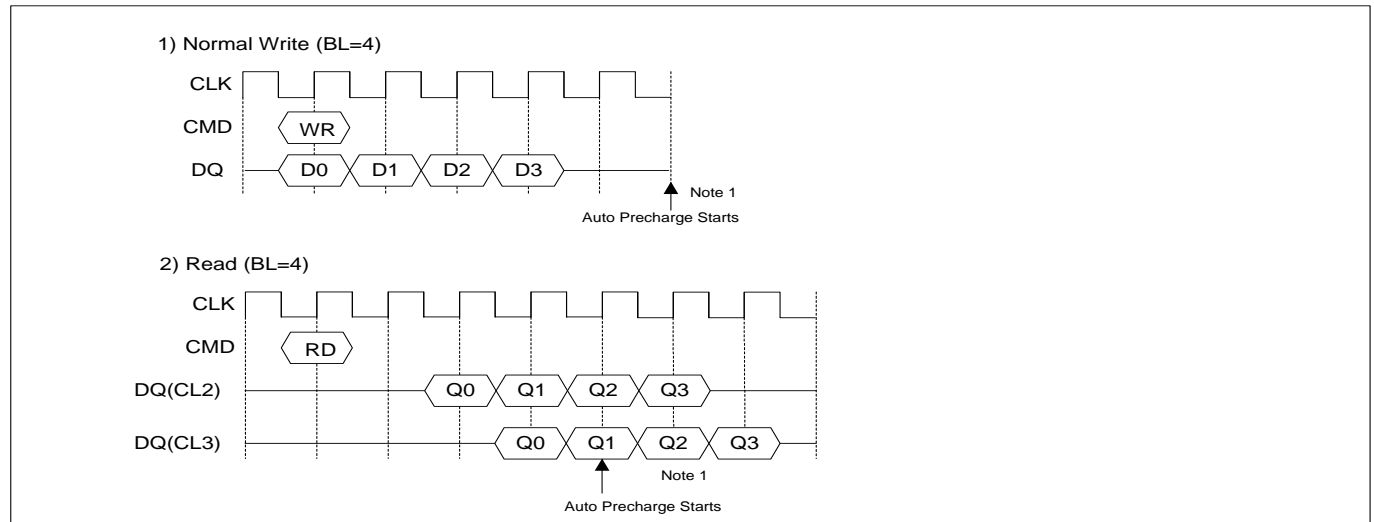 1) Normal Write (BL=4)
CLK
CMD WR
DQ D0 D1 D2 D3
Note 1
Auto Precharge Starts
2) Read (BL=4)
CLK
CMD RD
DQ(CL2) Q0 Q1 Q2 Q3
DQ(CL3) Q0 Q1 Q2 Q3
Note 1
Auto Precharge Starts